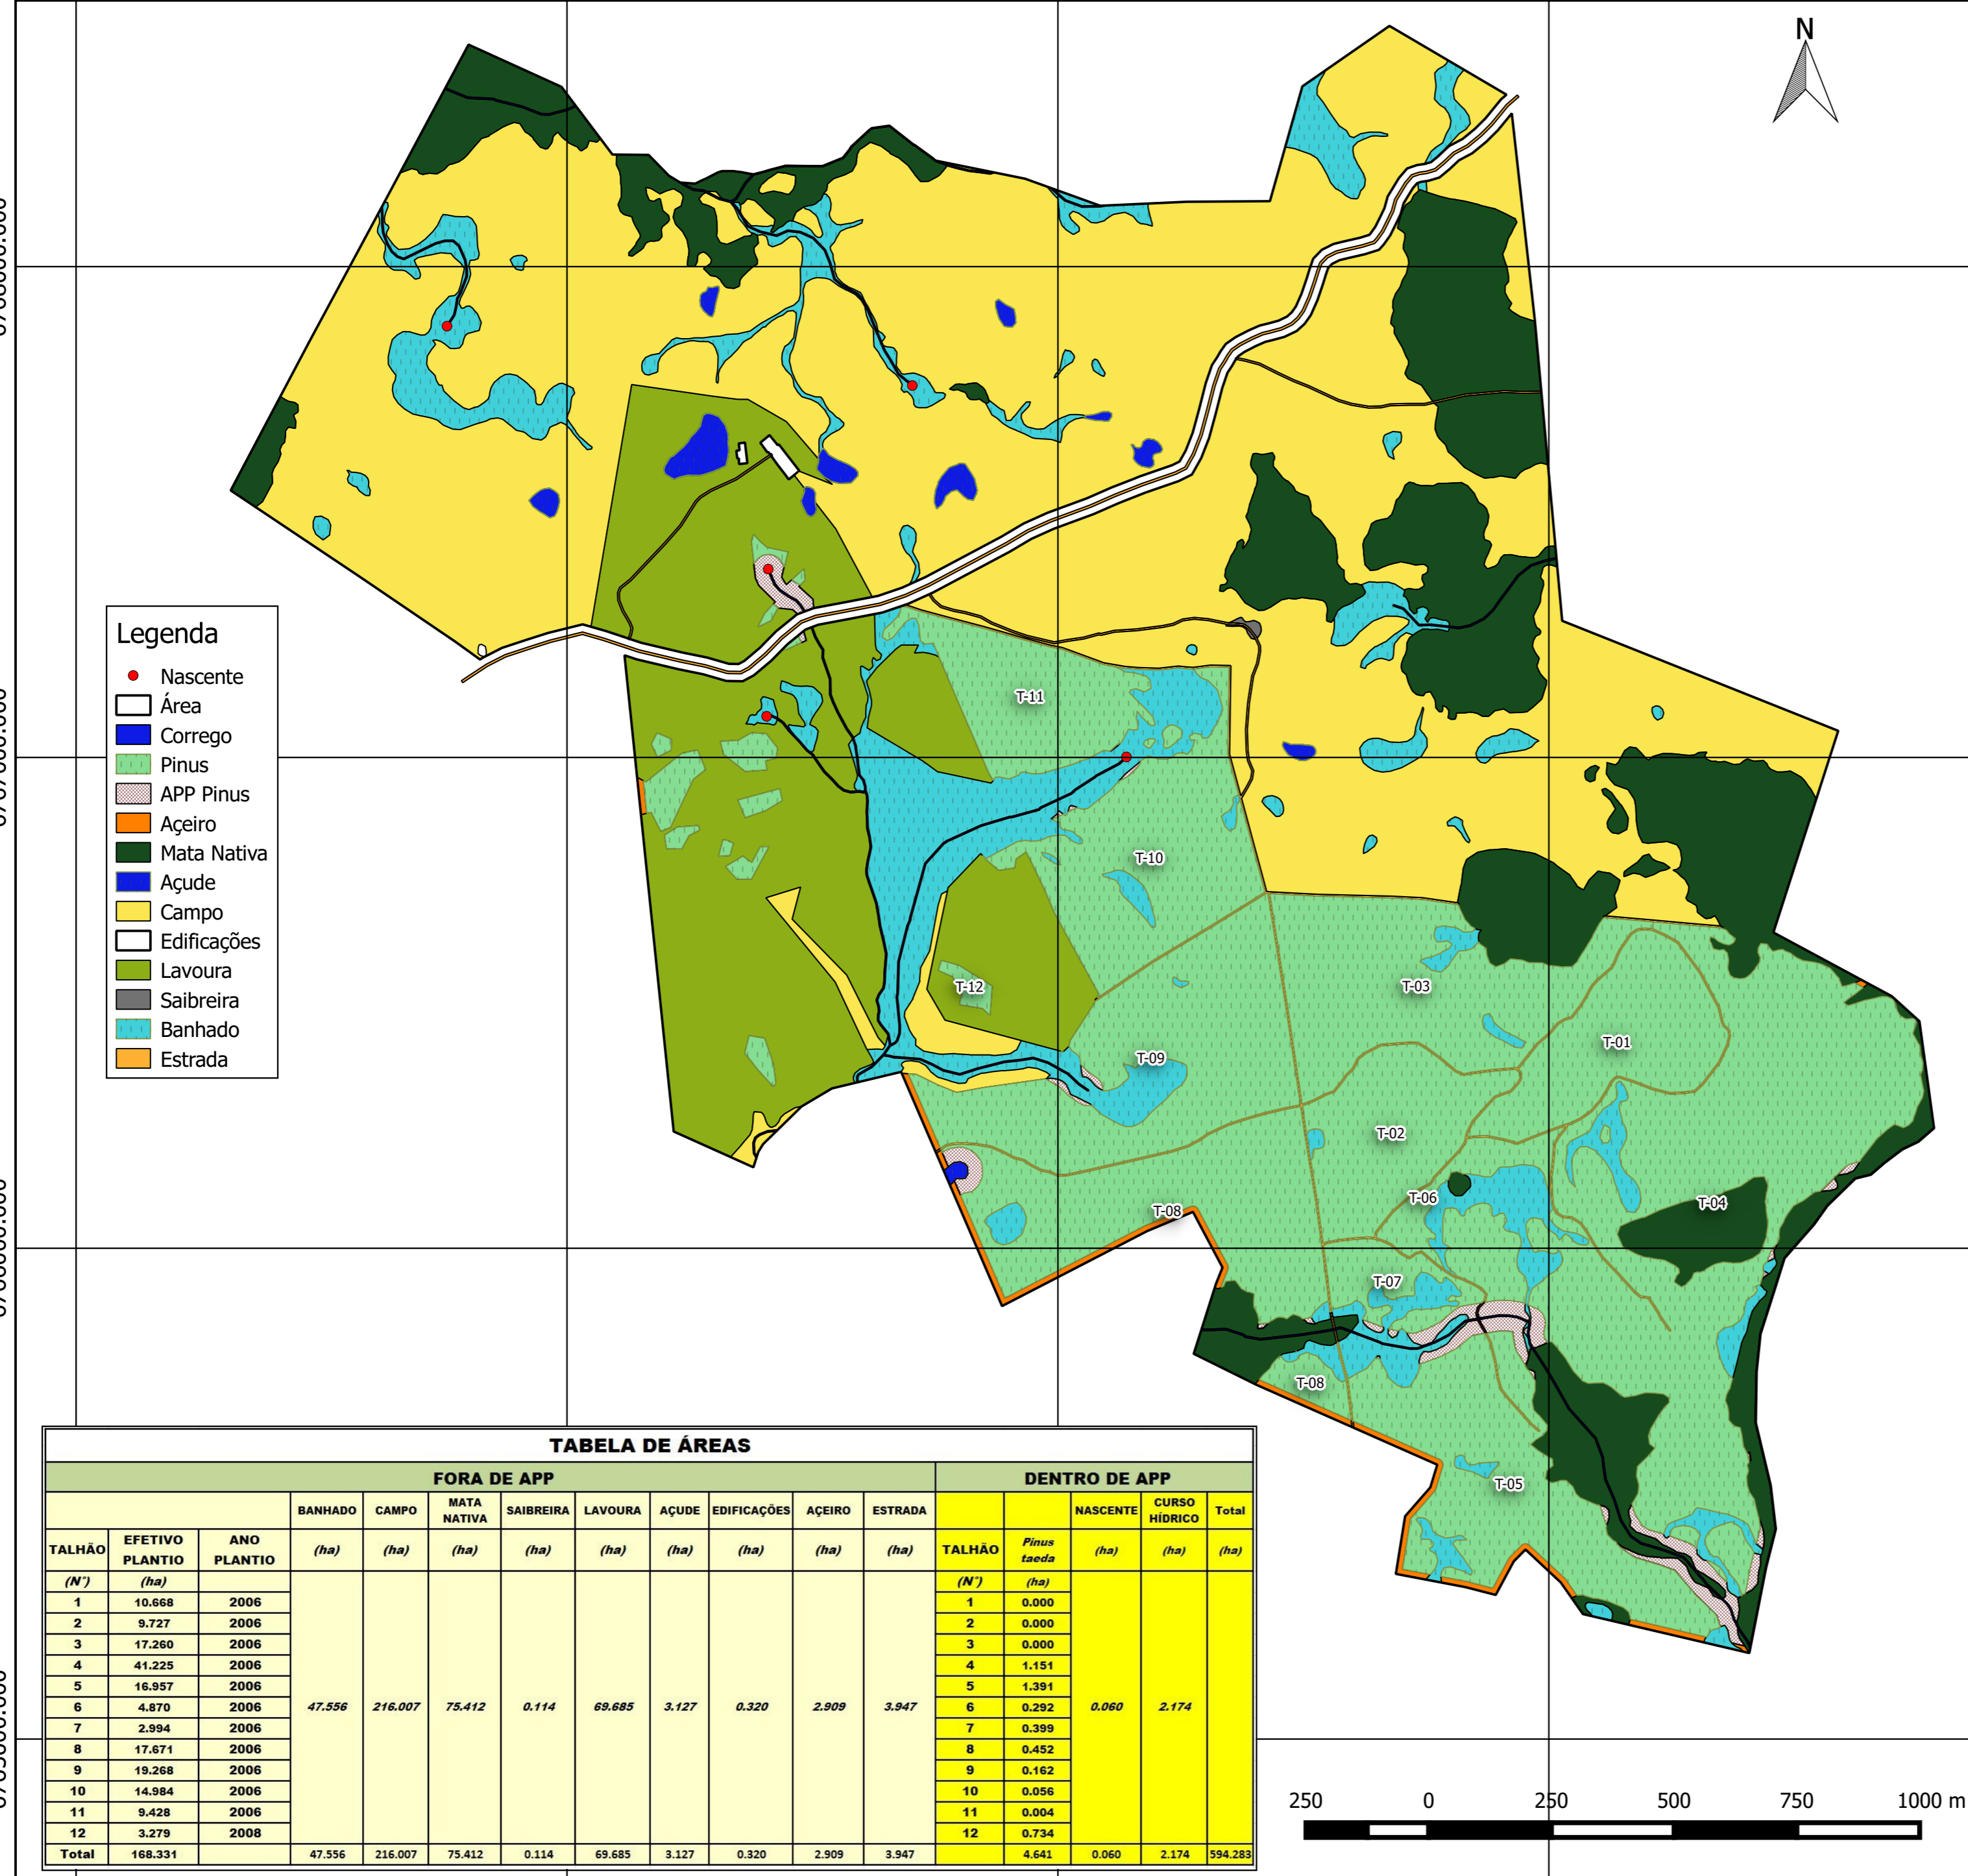 N
Legenda
Nascente
Área
Corrego
Pinus
APP Pinus
Açeiro
Mata Nativa
Açude
Campo
Edificações
Lavoura
Saibreira
Banhado
Estrada
T-11
T-10
T-12
T-03
T-01
T-09
T-02
T-06
T-04
T-08
T-07
T-08
T-05
TABELA DE ÁREAS
FORA DE APP DENTRO DE APP
BANHADO CAMPO MATA NATIVA SAIBREIRA LAVOURA AÇUDE EDIFICAÇÕES AÇEIRO ESTRADA NASCENTE CURSO HÍDRICO Total
TALHÃO EFETIVO PLANTIO ANO PLANTIO (ha) (ha) (ha) (ha) (ha) (ha) (ha) (ha) (ha) TALHÃO Pinus taeda (ha) (ha) (ha)
(N°) (ha) (N°) (ha)
1 10.668 2006 1 0.000
2 9.727 2006 2 0.000
3 17.260 2006 3 0.000
4 41.225 2006 4 1.151
5 16.957 2006 5 1.391
6 4.870 2006 47.556 216.007 75.412 0.114 69.685 3.127 0.320 2.909 3.947 6 0.292 0.060 2.174
7 2.994 2006 7 0.399
8 17.671 2006 8 0.452
9 19.268 2006 9 0.162
10 14.984 2006 10 0.056
11 9.428 2006 11 0.004
12 3.279 2008 12 0.734
Total 168.331 47.556 216.007 75.412 0.114 69.685 3.127 0.320 2.909 3.947 4.641 0.060 2.174 594.283
250 0 250 500 750 1000 m